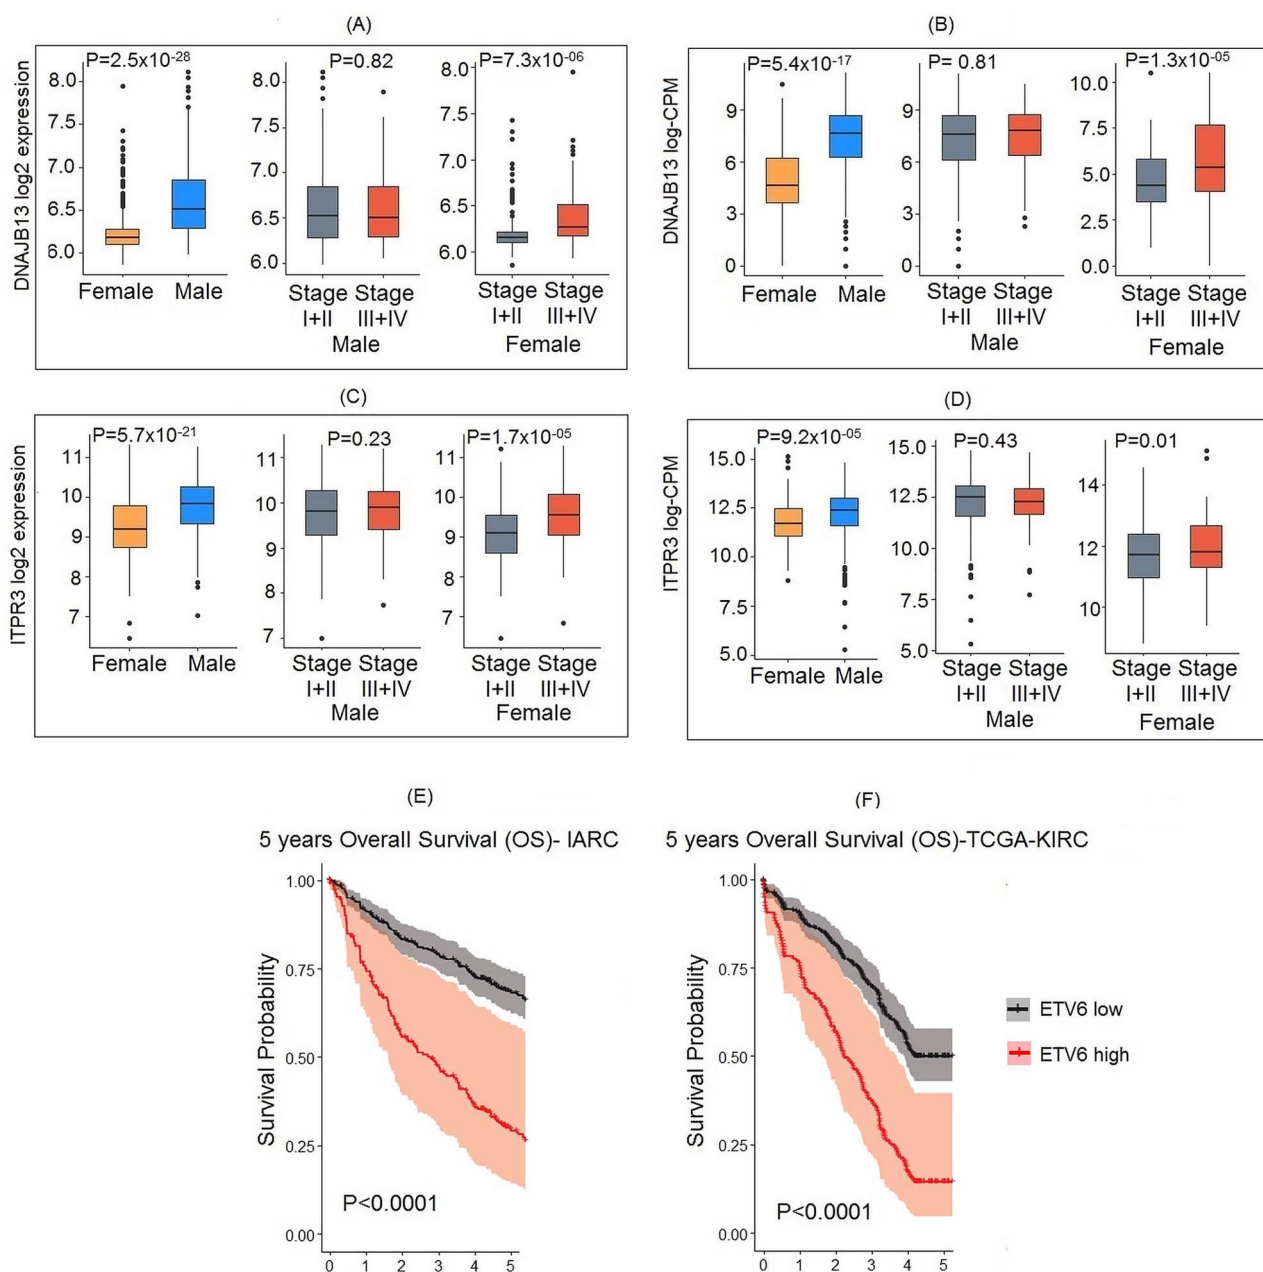 (A)
P=2.5x10-28
P=0.82
P=7.3x10-06
DNAJB13 log2 expression
8.0
7.5
7.0
6.5
6.0
8.0
7.5
7.0
6.5
6.0
8.0
7.5
7.0
6.5
6.0
Female
Male
Stage
I+II
Stage
III+IV
Male
Stage
I+II
Stage
III+IV
Female
(B)
P=5.4x10-17
P= 0.81
P=1.3x10-05
DNAJB13 log-CPM
9
6
3
0
9
6
3
0
10.0
7.5
5.0
2.5
0.0
Female
Male
Stage
I+II
Stage
III+IV
Male
Stage
I+II
Stage
III+IV
Female
(C)
P=5.7x10-21
P=0.23
P=1.7x10-05
ITPR3 log2 expression
11
10
9
8
7
11
10
9
8
7
11
10
9
8
7
Female
Male
Stage
I+II
Stage
III+IV
Male
Stage
I+II
Stage
III+IV
Female
(D)
P=9.2x10-05
P=0.43
P=0.01
ITPR3 log-CPM
15.0
12.5
10.0
7.5
5.0
15.0
12.5
10.0
7.5
5.0
14
12
10
Female
Male
Stage
I+II
Stage
III+IV
Male
Stage
I+II
Stage
III+IV
Female
(E)
5 years Overall Survival (OS)- IARC
Survival Probability
1.00
0.75
0.50
0.25
0.00
P<0.0001
0 1 2 3 4 5
(F)
5 years Overall Survival (OS)-TCGA-KIRC
Survival Probability
1.00
0.75
0.50
0.25
0.00
P<0.0001
0 1 2 3 4 5
ETV6 low
ETV6 high